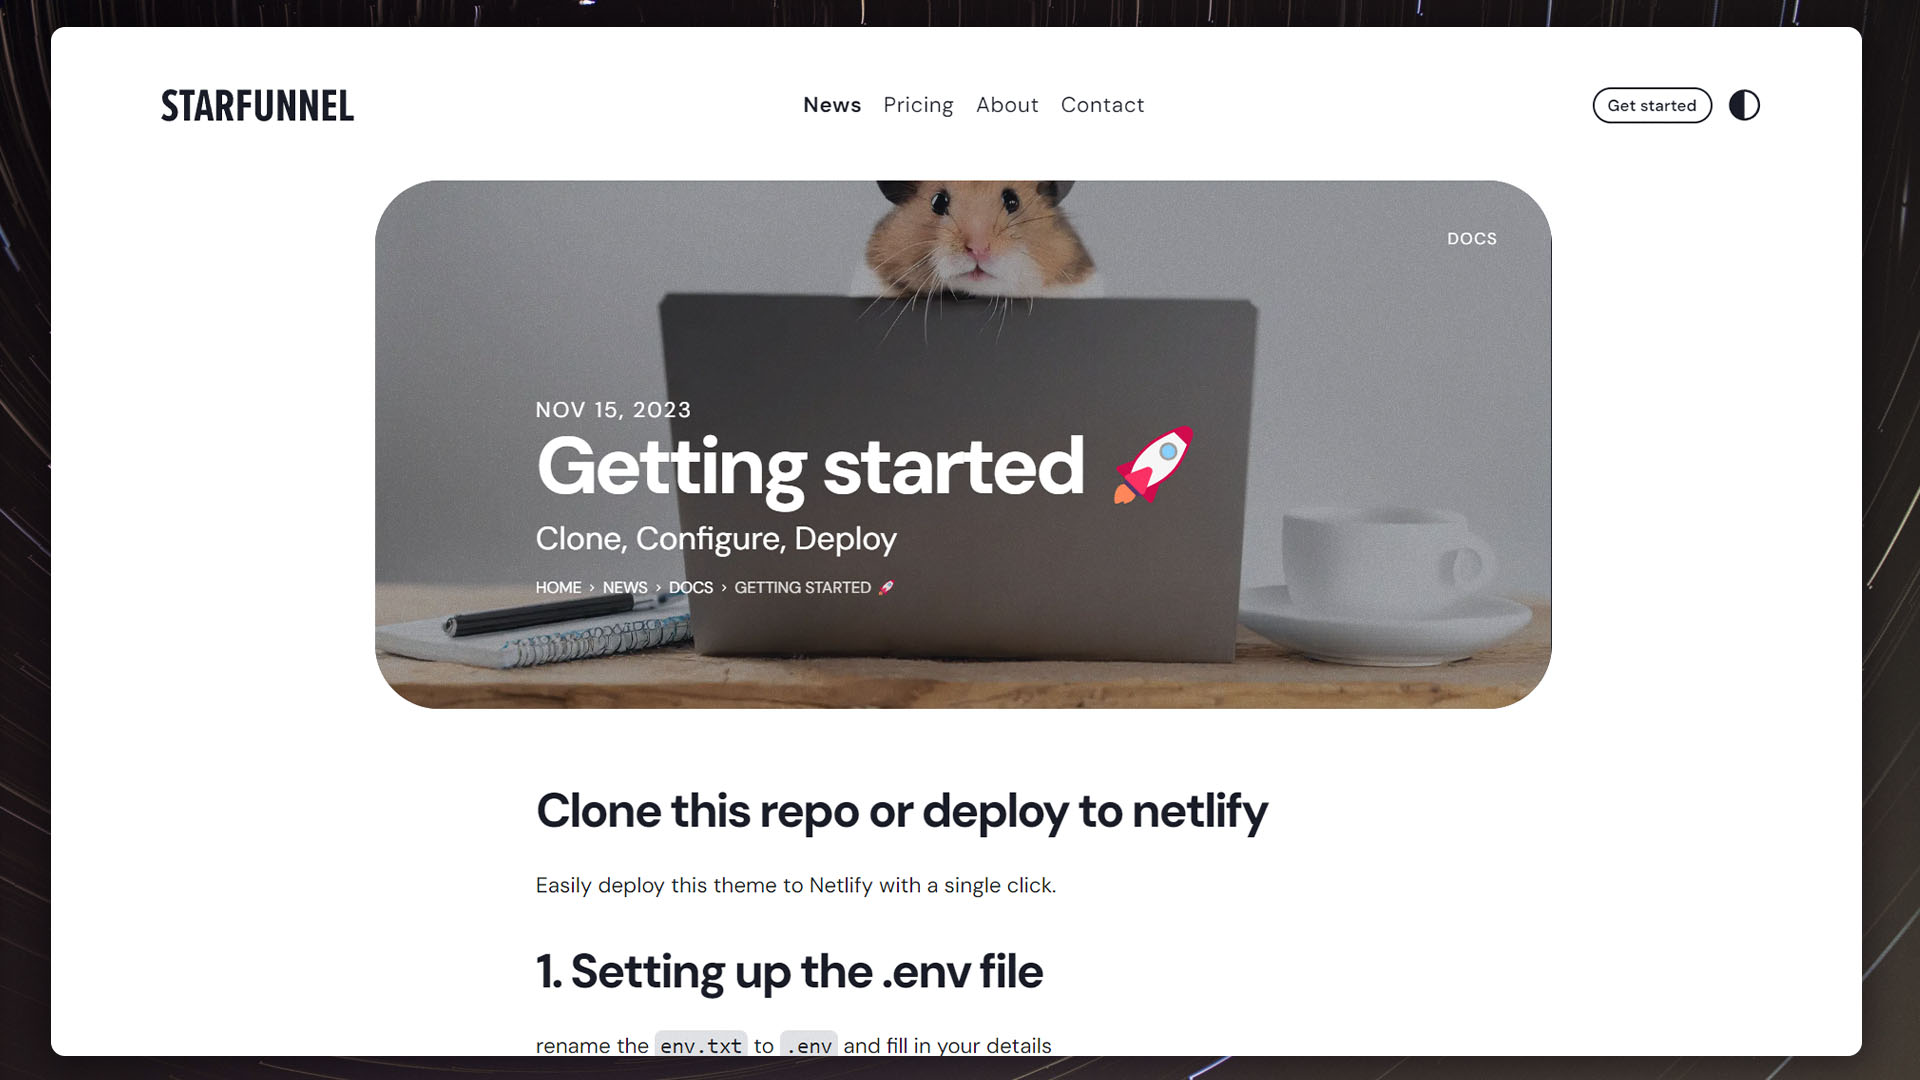 STARFUNNEL
News Pricing About Contact
Get started
DOCS
NOV 15, 2023
Getting started 🚀
Clone, Configure, Deploy
HOME › NEWS › DOCS › GETTING STARTED 🚀
Clone this repo or deploy to netlify
Easily deploy this theme to Netlify with a single click.
1. Setting up the .env file
rename the env.txt to .env and fill in your details